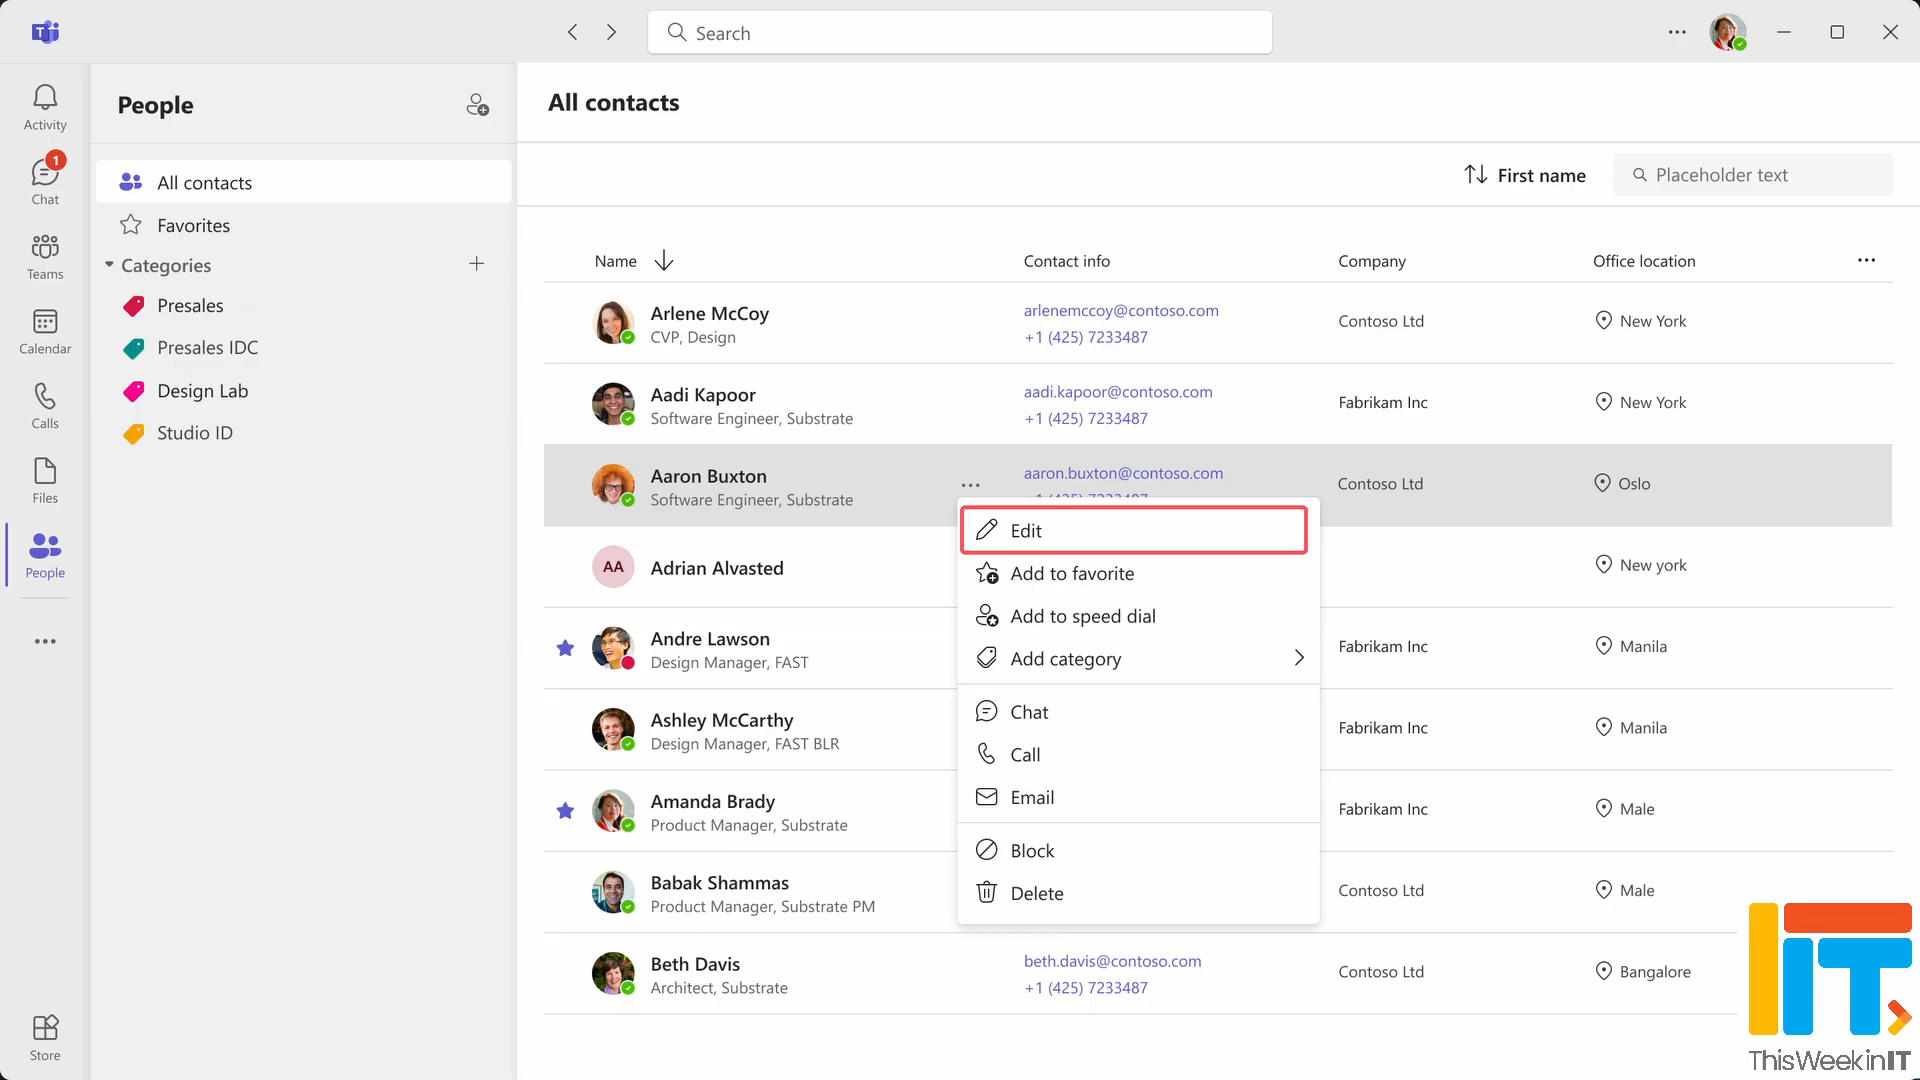 Search
Activity
1
Chat
Teams
Calendar
Calls
Files
People
Store
People
All contacts
Favorites
Categories
Presales
Presales IDC
Design Lab
Studio ID
All contacts
First name
Placeholder text
Name
Contact info
Company
Office location
Arlene McCoy
CVP, Design
arlenemccoy@contoso.com
+1 (425) 7233487
Contoso Ltd
New York
Aadi Kapoor
Software Engineer, Substrate
aadi.kapoor@contoso.com
+1 (425) 7233487
Fabrikam Inc
New York
Aaron Buxton
Software Engineer, Substrate
aaron.buxton@contoso.com
+1 (425) 7233487
Contoso Ltd
Oslo
AA
Adrian Alvasted
New york
Andre Lawson
Design Manager, FAST
Fabrikam Inc
Manila
Ashley McCarthy
Design Manager, FAST BLR
Fabrikam Inc
Manila
Amanda Brady
Product Manager, Substrate
Fabrikam Inc
Male
Babak Shammas
Product Manager, Substrate PM
Contoso Ltd
Male
Beth Davis
Architect, Substrate
beth.davis@contoso.com
+1 (425) 7233487
Contoso Ltd
Bangalore
Edit
Add to favorite
Add to speed dial
Add category
Chat
Call
Email
Block
Delete
IT
ThisWeekinIT